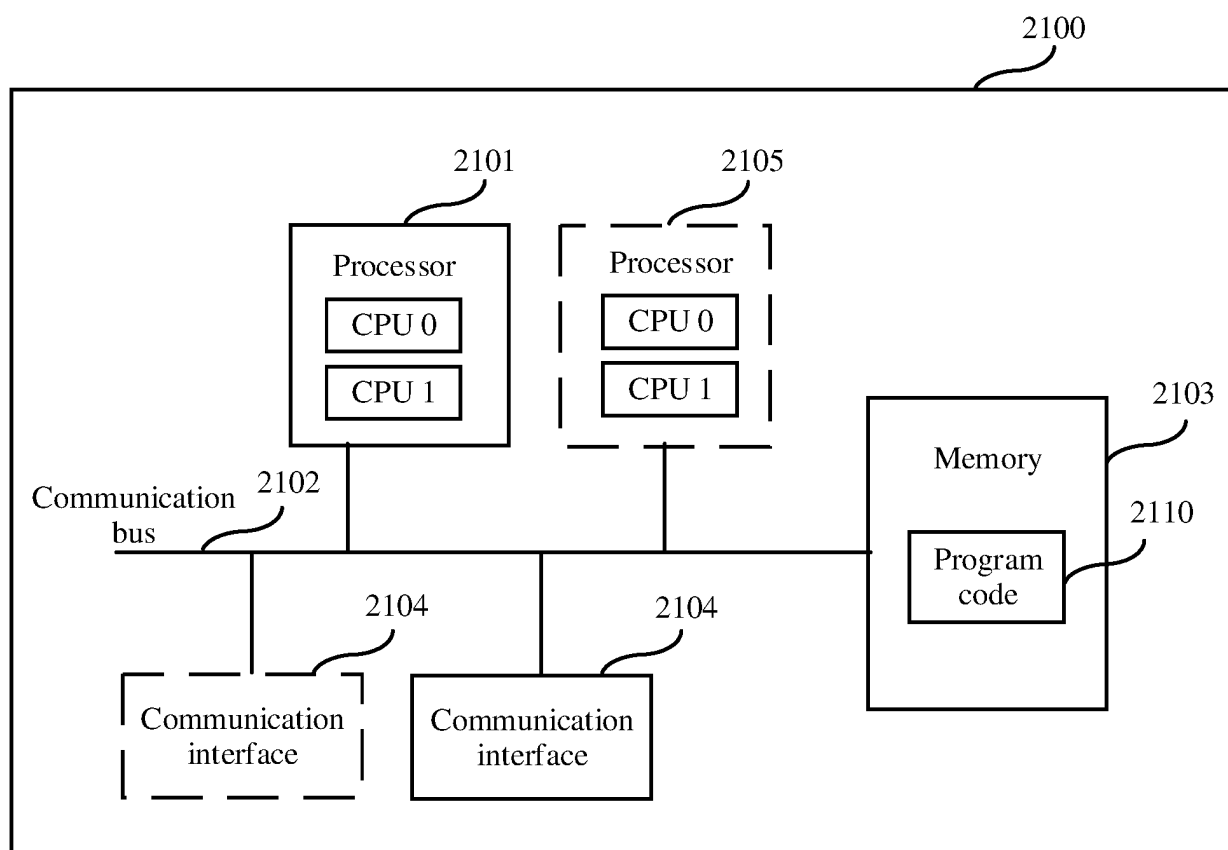 2100
2101
2105
Processor
CPU 0
CPU 1
Processor
CPU 0
CPU 1
2103
Memory
2110
Program
code
Communication
bus
2102
2104
2104
Communication
interface
Communication
interface